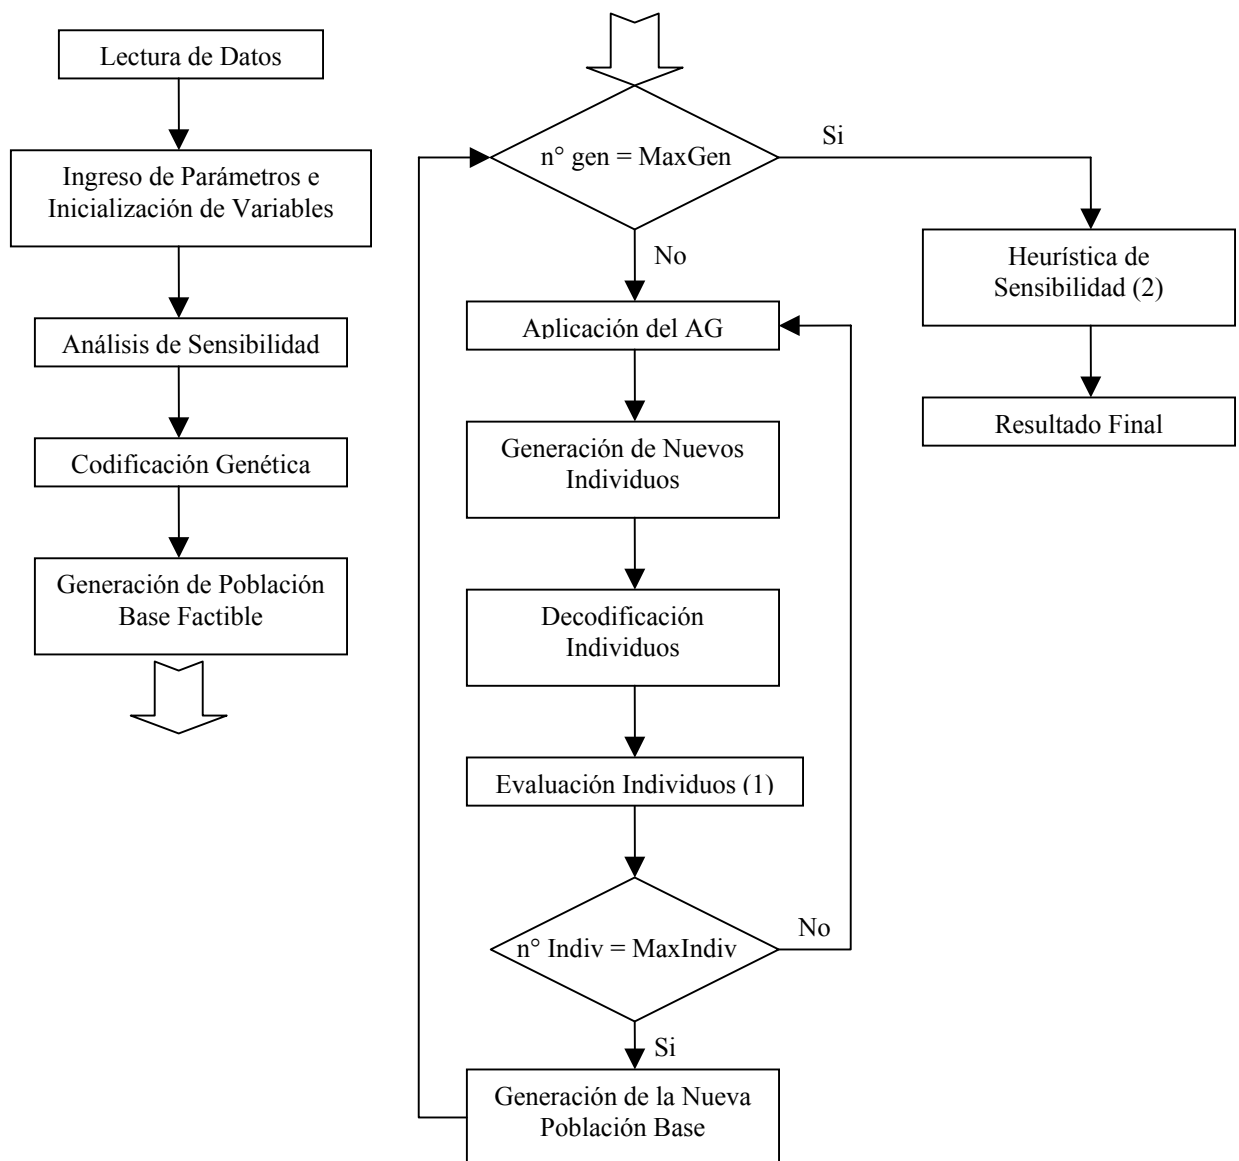 Lectura de Datos
Ingreso de Parámetros e
Inicialización de Variables
Análisis de Sensibilidad
Codificación Genética
Generación de Población
Base Factible
n° gen = MaxGen
Si
No
Heurística de
Sensibilidad (2)
Resultado Final
Aplicación del AG
Generación de Nuevos
Individuos
Decodificación
Individuos
Evaluación Individuos (1)
n° Indiv = MaxIndiv
No
Si
Generación de la Nueva
Población Base